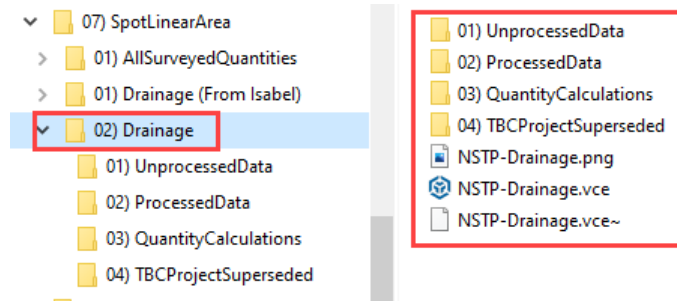 07) SpotLinearArea
01) AllSurveyedQuantities
01) Drainage (From Isabel)
02) Drainage
01) UnprocessedData
02) ProcessedData
03) QuantityCalculations
04) TBCProjectSuperseded
01) UnprocessedData
02) ProcessedData
03) QuantityCalculations
04) TBCProjectSuperseded
NSTP-Drainage.png
NSTP-Drainage.vce
NSTP-Drainage.vce~